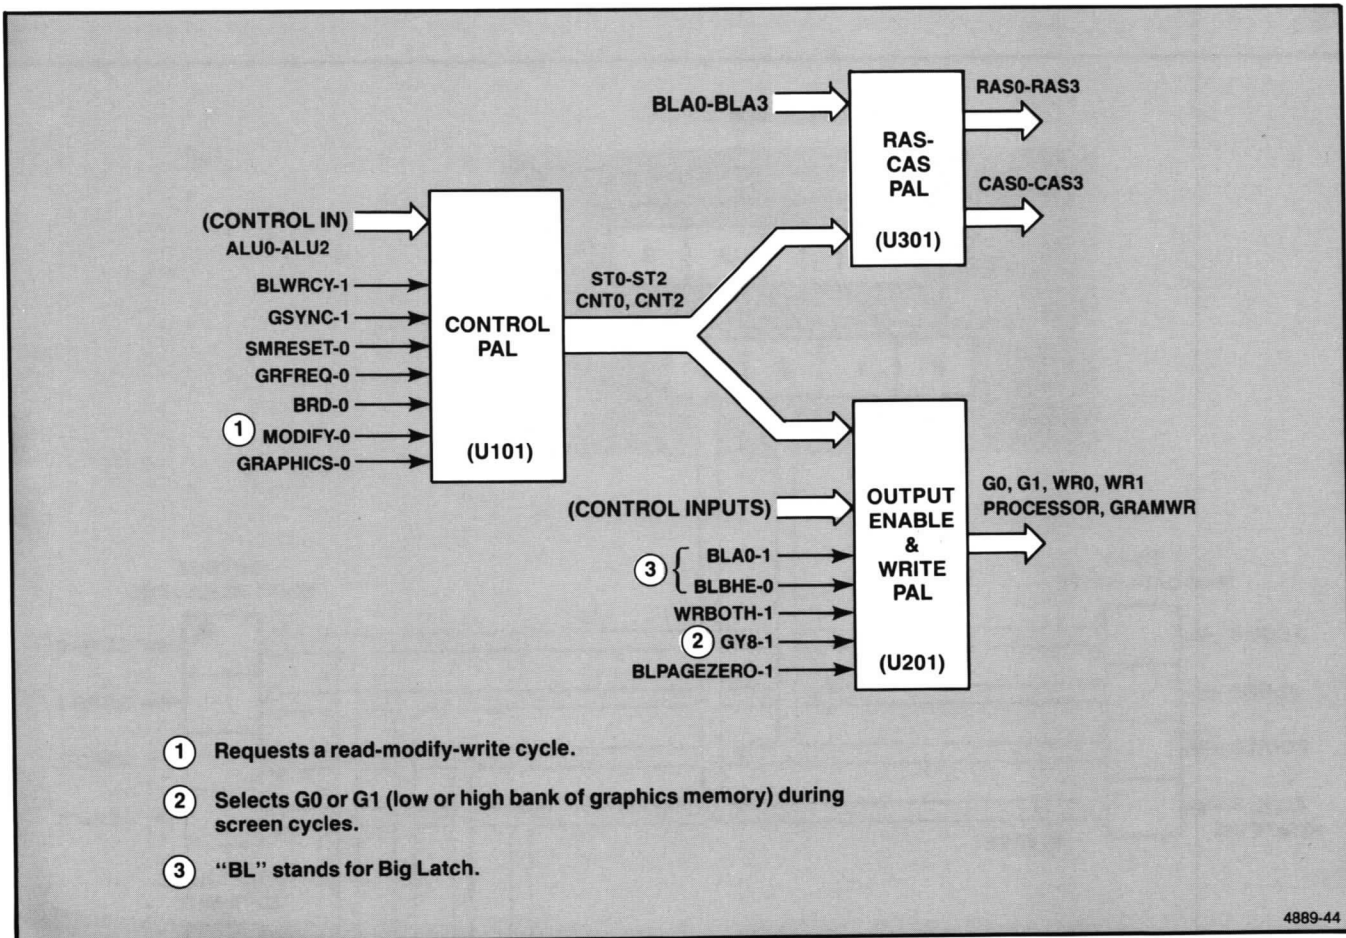 BLA0-BLA3
RAS-
CAS
PAL
(U301)
RAS0-RAS3
CAS0-CAS3
(CONTROL IN)
ALU0-ALU2
BLWRCY-1
GSYNC-1
SMRESET-0
GRFREQ-0
BRD-0
1 MODIFY-0
GRAPHICS-0
CONTROL
PAL
(U101)
ST0-ST2
CNT0, CNT2
(CONTROL INPUTS)
3 { BLA0-1
BLBHE-0
WRBOTH-1
2 GY8-1
BLPAGEZERO-1
OUTPUT
ENABLE
&
WRITE
PAL
(U201)
G0, G1, WR0, WR1
PROCESSOR, GRAMWR
1 Requests a read-modify-write cycle.
2 Selects G0 or G1 (low or high bank of graphics memory) during
screen cycles.
3 “BL” stands for Big Latch.
4889-44